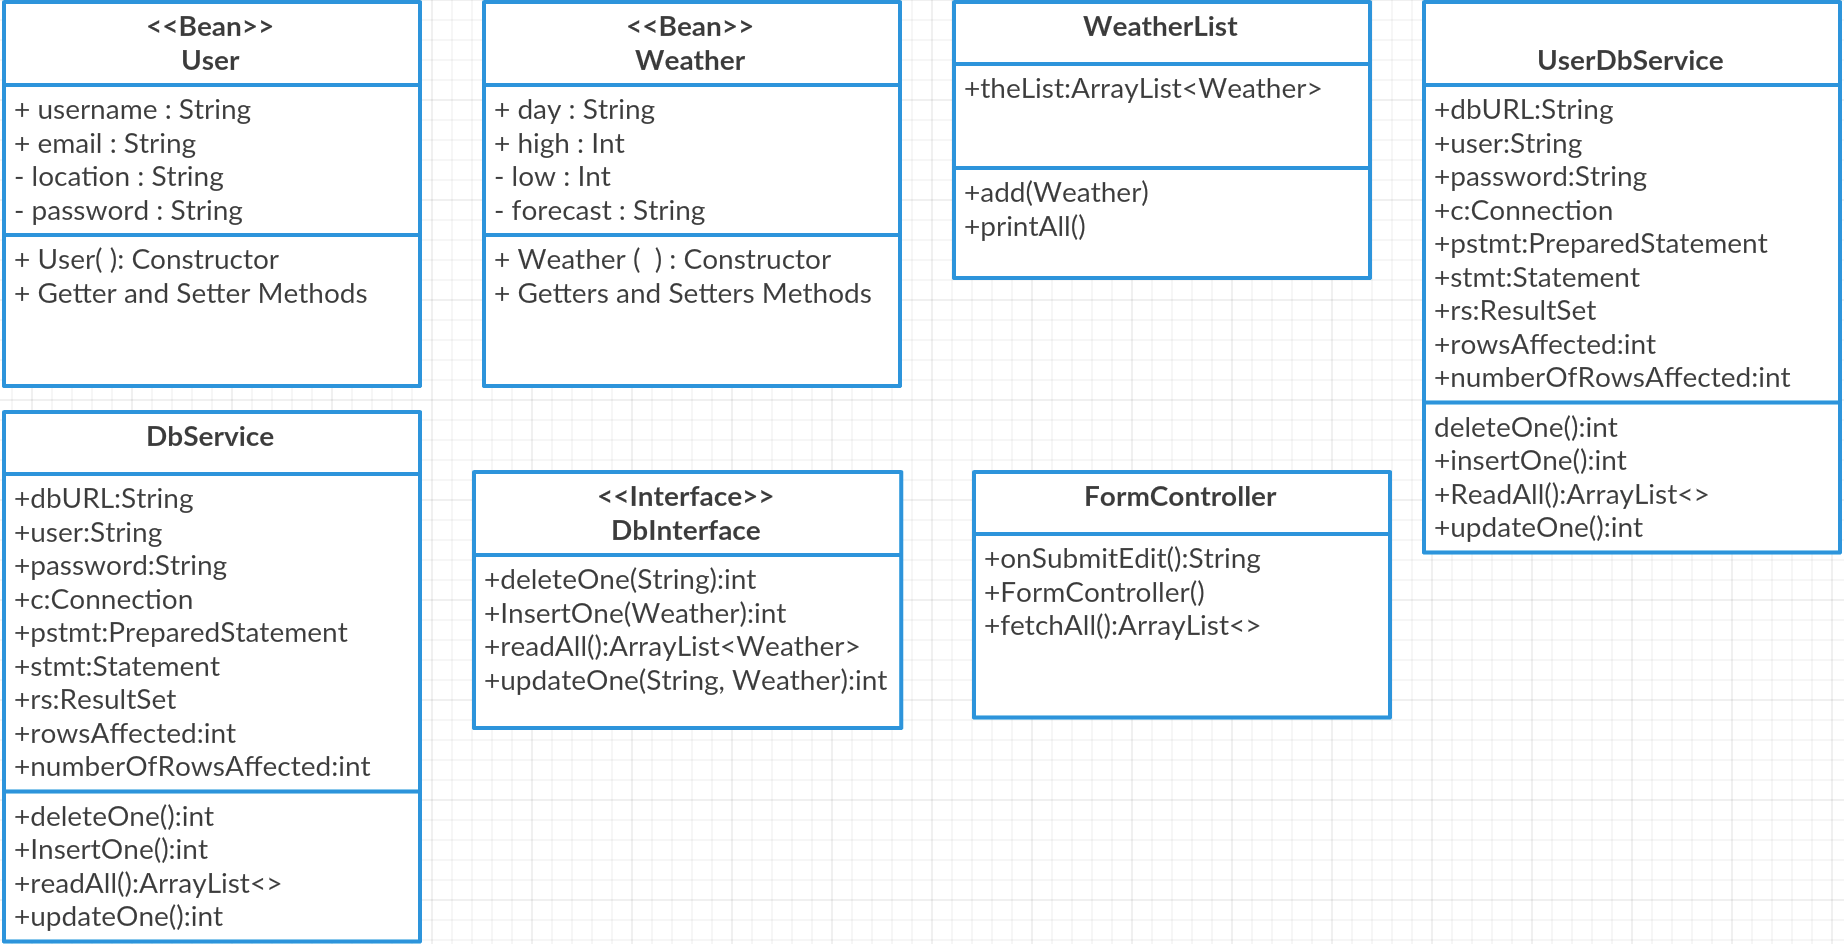 <<Bean>>
User
+ username : String
+ email : String
- location : String
- password : String
+ User( ): Constructor
+ Getter and Setter Methods
<<Bean>>
Weather
+ day : String
+ high : Int
- low : Int
- forecast : String
+ Weather (  ) : Constructor
+ Getters and Setters Methods
WeatherList
+theList:ArrayList<Weather>
+add(Weather)
+printAll()
UserDbService
+dbURL:String
+user:String
+password:String
+c:Connection
+pstmt:PreparedStatement
+stmt:Statement
+rs:ResultSet
+rowsAffected:int
+numberOfRowsAffected:int
deleteOne():int
+insertOne():int
+ReadAll():ArrayList<>
+updateOne():int
DbService
+dbURL:String
+user:String
+password:String
+c:Connection
+pstmt:PreparedStatement
+stmt:Statement
+rs:ResultSet
+rowsAffected:int
+numberOfRowsAffected:int
+deleteOne():int
+InsertOne():int
+readAll():ArrayList<>
+updateOne():int
<<Interface>>
DbInterface
+deleteOne(String):int
+InsertOne(Weather):int
+readAll():ArrayList<Weather>
+updateOne(String, Weather):int
FormController
+onSubmitEdit():String
+FormController()
+fetchAll():ArrayList<>